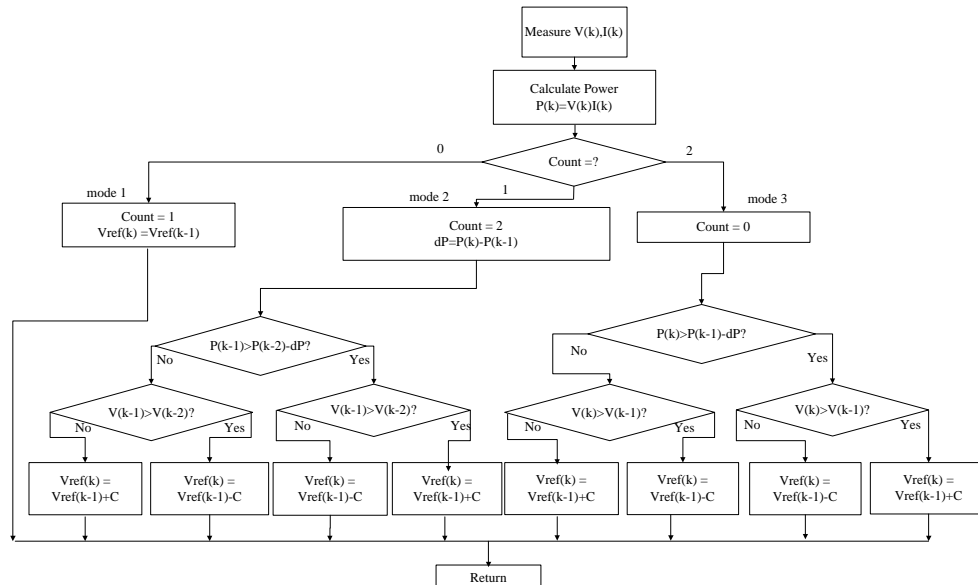 Measure V(k),I(k)
Calculate Power
P(k)=V(k)I(k)
Count =?
0
2
1
mode 1
mode 2
mode 3
Count = 1
Vref(k) =Vref(k-1)
Count = 2
dP=P(k)-P(k-1)
Count = 0
P(k-1)>P(k-2)-dP?
No
Yes
P(k)>P(k-1)-dP?
No
Yes
V(k-1)>V(k-2)?
No
Yes
V(k-1)>V(k-2)?
No
Yes
V(k)>V(k-1)?
No
Yes
V(k)>V(k-1)?
No
Yes
Vref(k) =
Vref(k-1)+C
Vref(k) =
Vref(k-1)-C
Vref(k) =
Vref(k-1)-C
Vref(k) =
Vref(k-1)+C
Vref(k) =
Vref(k-1)+C
Vref(k) =
Vref(k-1)-C
Vref(k) =
Vref(k-1)-C
Vref(k) =
Vref(k-1)+C
Return